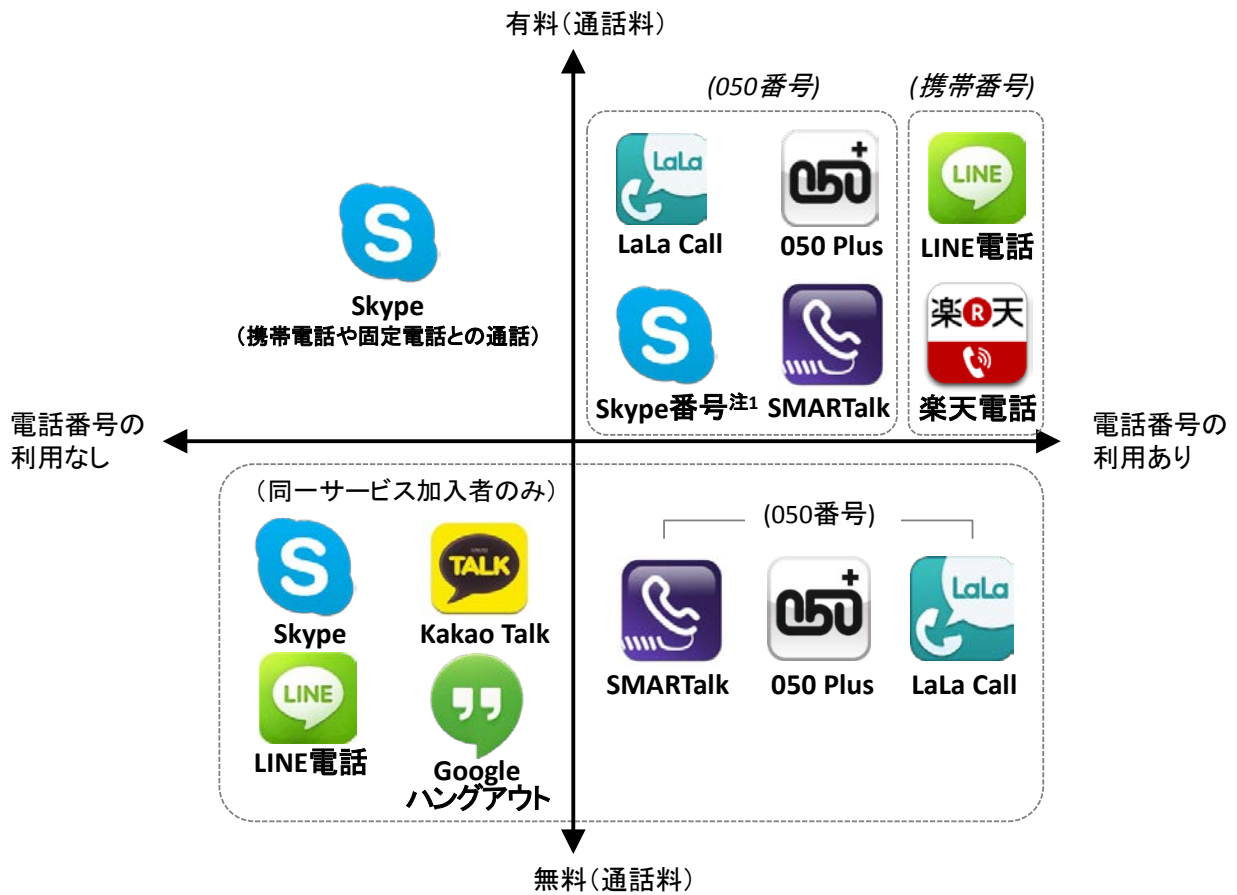 有料（通話料）
(050番号)
(携帯番号)
LaLa
050+
LINE
LaLa Call
050 Plus
LINE電話
S
Skype
（携帯電話や固定電話との通話）
S
楽R天
Skype番号注1
SMARTalk
楽天電話
電話番号の
利用なし
電話番号の
利用あり
（同一サービス加入者のみ）
(050番号)
S
TALK
050+
LaLa
Skype
Kakao Talk
LINE
SMARTalk
050 Plus
LaLa Call
LINE電話
Google
ハングアウト
無料（通話料）